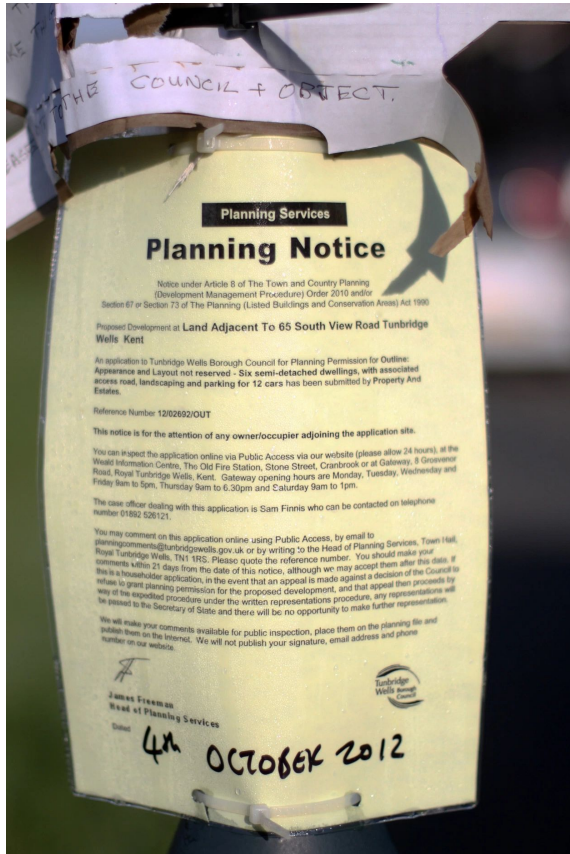 THE COUNCIL + OBJECT.
Planning Services
Planning Notice
Notice under Article 8 of The Town and Country Planning
(Development Management Procedure) Order 2010 and/or
Section 67 or Section 73 of The Planning (Listed Buildings and Conservation Areas) Act 1990
Proposed Development at Land Adjacent To 65 South View Road Tunbridge
Wells Kent
An application to Tunbridge Wells Borough Council for Planning Permission for Outline:
Appearance and Layout not reserved - Six semi-detached dwellings, with associated
access road, landscaping and parking for 12 cars has been submitted by Property And
Estates.
Reference Number 12/02692/OUT
This notice is for the attention of any owner/occupier adjoining the application site.
You can inspect the application online via Public Access via our website (please allow 24 hours), at the
Weald Information Centre, The Old Fire Station, Stone Street, Cranbrook or at Gateway, 8 Grosvenor
Road, Royal Tunbridge Wells, Kent. Gateway opening hours are Monday, Tuesday, Wednesday and
Friday 9am to 5pm, Thursday 9am to 6.30pm and Saturday 9am to 1pm.
The case officer dealing with this application is Sam Finnis who can be contacted on telephone
number 01892 526121.
You may comment on this application online using Public Access, by email to
planningcomments@tunbridgewells.gov.uk or by writing to the Head of Planning Services, Town Hall,
Royal Tunbridge Wells, TN1 1RS. Please quote the reference number. You should make your
comments within 21 days from the date of this notice, although we may accept them after this date. If
this is a householder application, in the event that an appeal is made against a decision of the Council to
refuse to grant planning permission for the proposed development, and that appeal then proceeds by
way of the expedited procedure under the written representations procedure, any representations will
be passed to the Secretary of State and there will be no opportunity to make further representation.
We will make your comments available for public inspection, place them on the planning file and
publish them on the Internet. We will not publish your signature, email address and phone
number on our website.
Tunbridge
Wells Borough
Council
James Freeman
Head of Planning Services
Dated 4th OCTOBER 2012